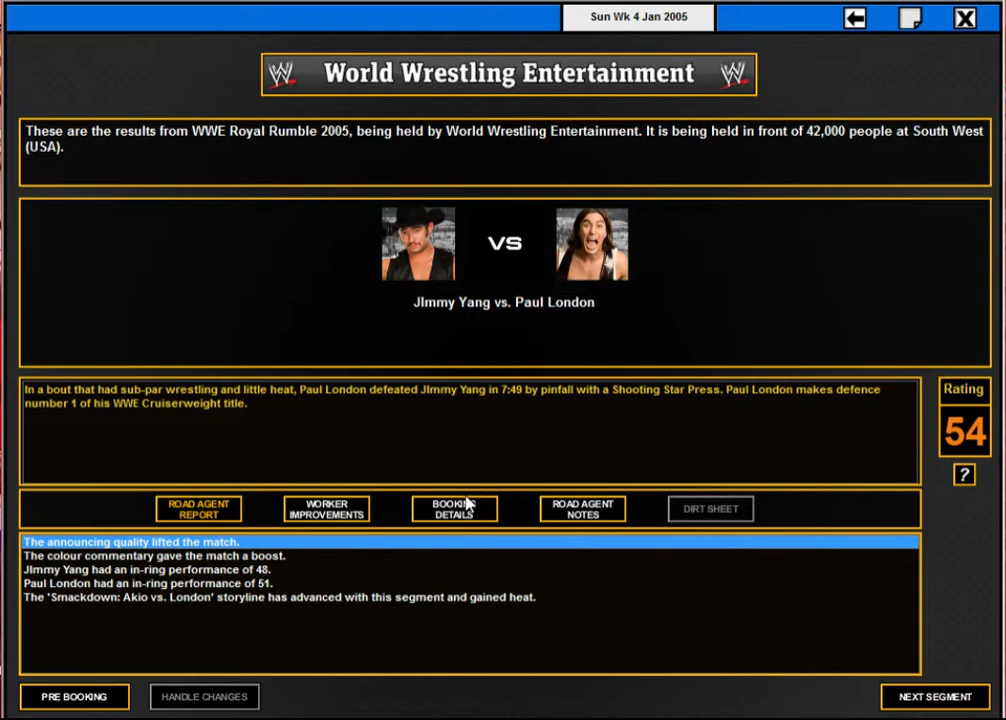 Sun Wk 4 Jan 2005
World Wrestling Entertainment
These are the results from WWE Royal Rumble 2005, being held by World Wrestling Entertainment. It is being held in front of 42,000 people at South West
(USA).
VS
JImmy Yang vs. Paul London
In a bout that had sub-par wrestling and little heat, Paul London defeated JImmy Yang in 7:49 by pinfall with a Shooting Star Press. Paul London makes defence
number 1 of his WWE Cruiserweight title.
Rating
54
?
ROAD AGENT
REPORT
WORKER
IMPROVEMENTS
BOOKING
DETAILS
ROAD AGENT
NOTES
DIRT SHEET
The announcing quality lifted the match.
The colour commentary gave the match a boost.
JImmy Yang had an in-ring performance of 48.
Paul London had an in-ring performance of 51.
The 'Smackdown: Akio vs. London' storyline has advanced with this segment and gained heat.
PRE BOOKING
HANDLE CHANGES
NEXT SEGMENT